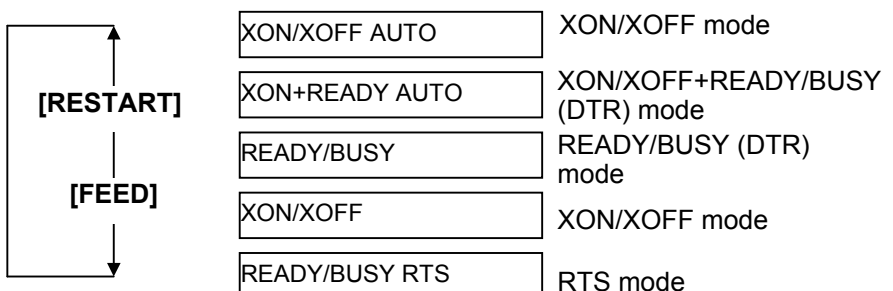 XON/XOFF AUTO XON/XOFF mode
[RESTART]
XON+READY AUTO XON/XOFF+READY/BUSY
(DTR) mode
READY/BUSY READY/BUSY (DTR)
mode
[FEED]
XON/XOFF XON/XOFF mode
READY/BUSY RTS RTS mode